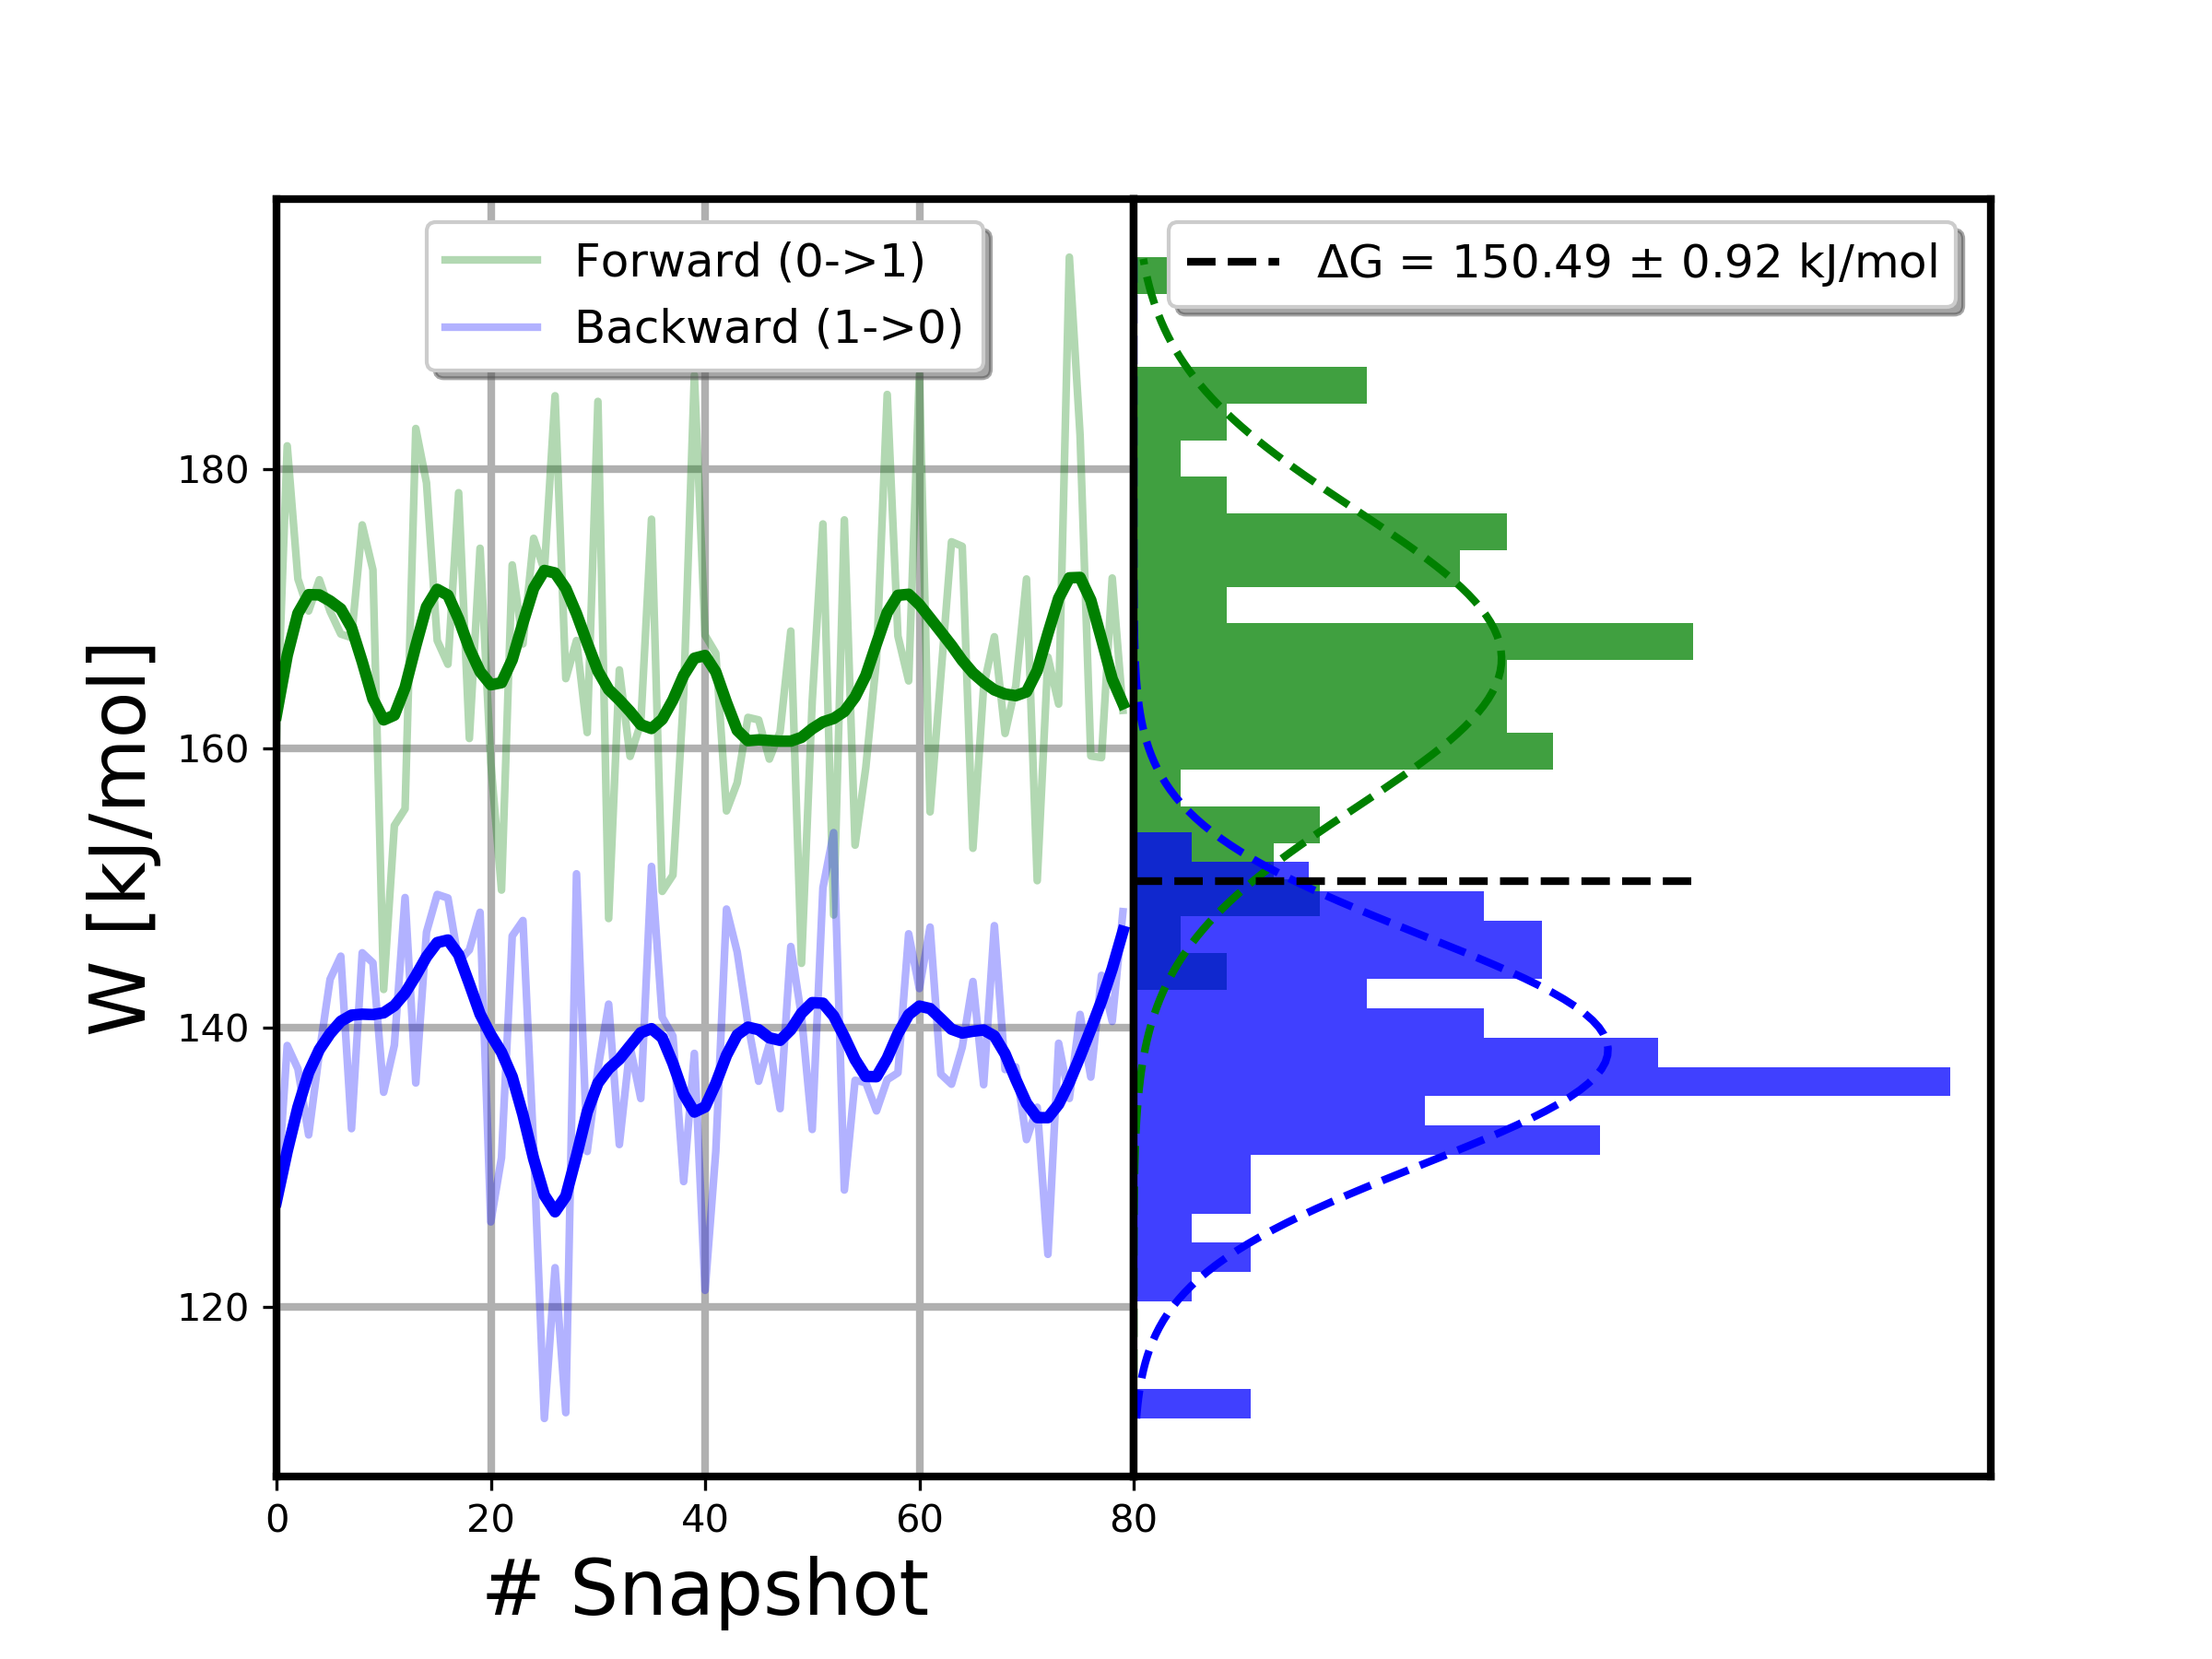 Forward (0->1)
Backward (1->0)
ΔG = 150.49 ± 0.92 kJ/mol
W [kJ/mol]
180
160
140
120
0 20 40 60 80
# Snapshot